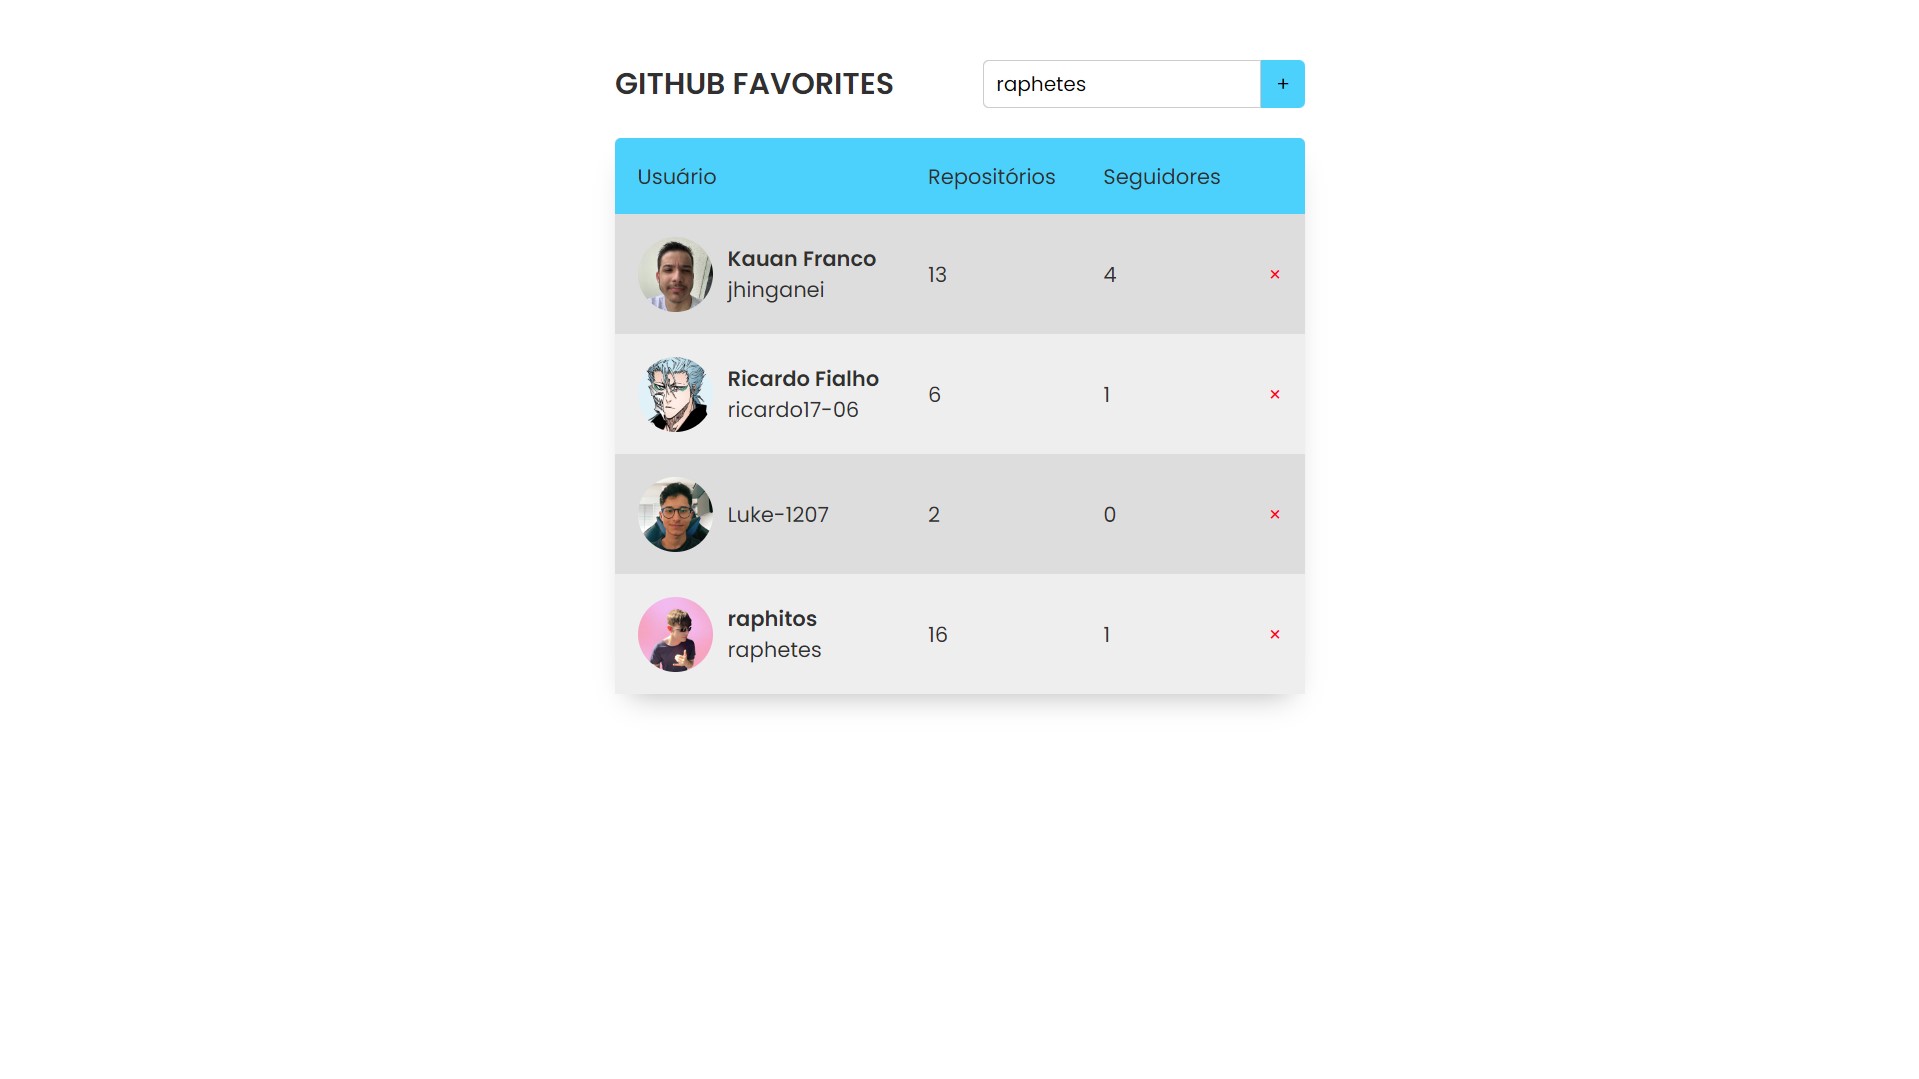 GITHUB FAVORITES
raphetes +
Usuário Repositórios Seguidores
Kauan Franco
jhinganei 13 4 ×
Ricardo Fialho
ricardo17-06 6 1 ×
Luke-1207 2 0 ×
raphitos
raphetes 16 1 ×